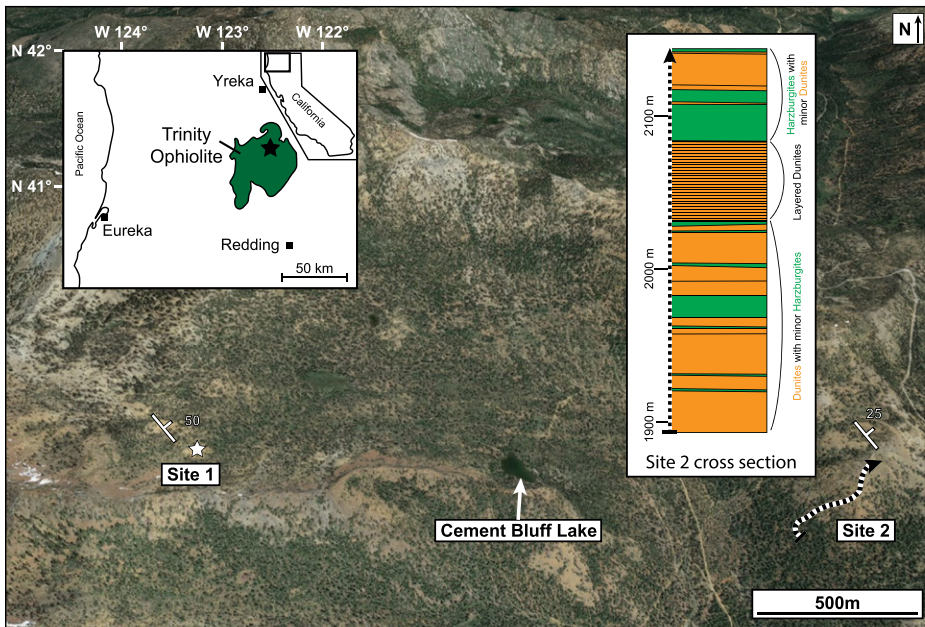 W 124°
W 123°
W 122°
N 42°
N 41°
Pacific Ocean
Yreka
California
Trinity
Ophiolite
Eureka
Redding
50 km
N
2100 m
2000 m
1900 m
Harzburgites with
minor Dunites
Layered Dunites
Dunites with minor Harzburgites
Site 2 cross section
50
Site 1
Cement Bluff Lake
25
Site 2
500m